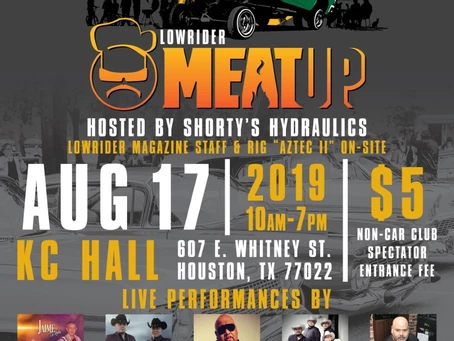 LOWRIDER
MEATUP
HOSTED BY SHORTY'S HYDRAULICS
LOWRIDER MAGAZINE STAFF & RIG "AZTEC II" ON-SITE
AUG 17
2019
10AM-7PM
$5
NON-CAR CLUB
SPECTATOR
ENTRANCE FEE
KC HALL
607 E. WHITNEY ST.
HOUSTON, TX 77022
LIVE PERFORMANCES BY
JAIME